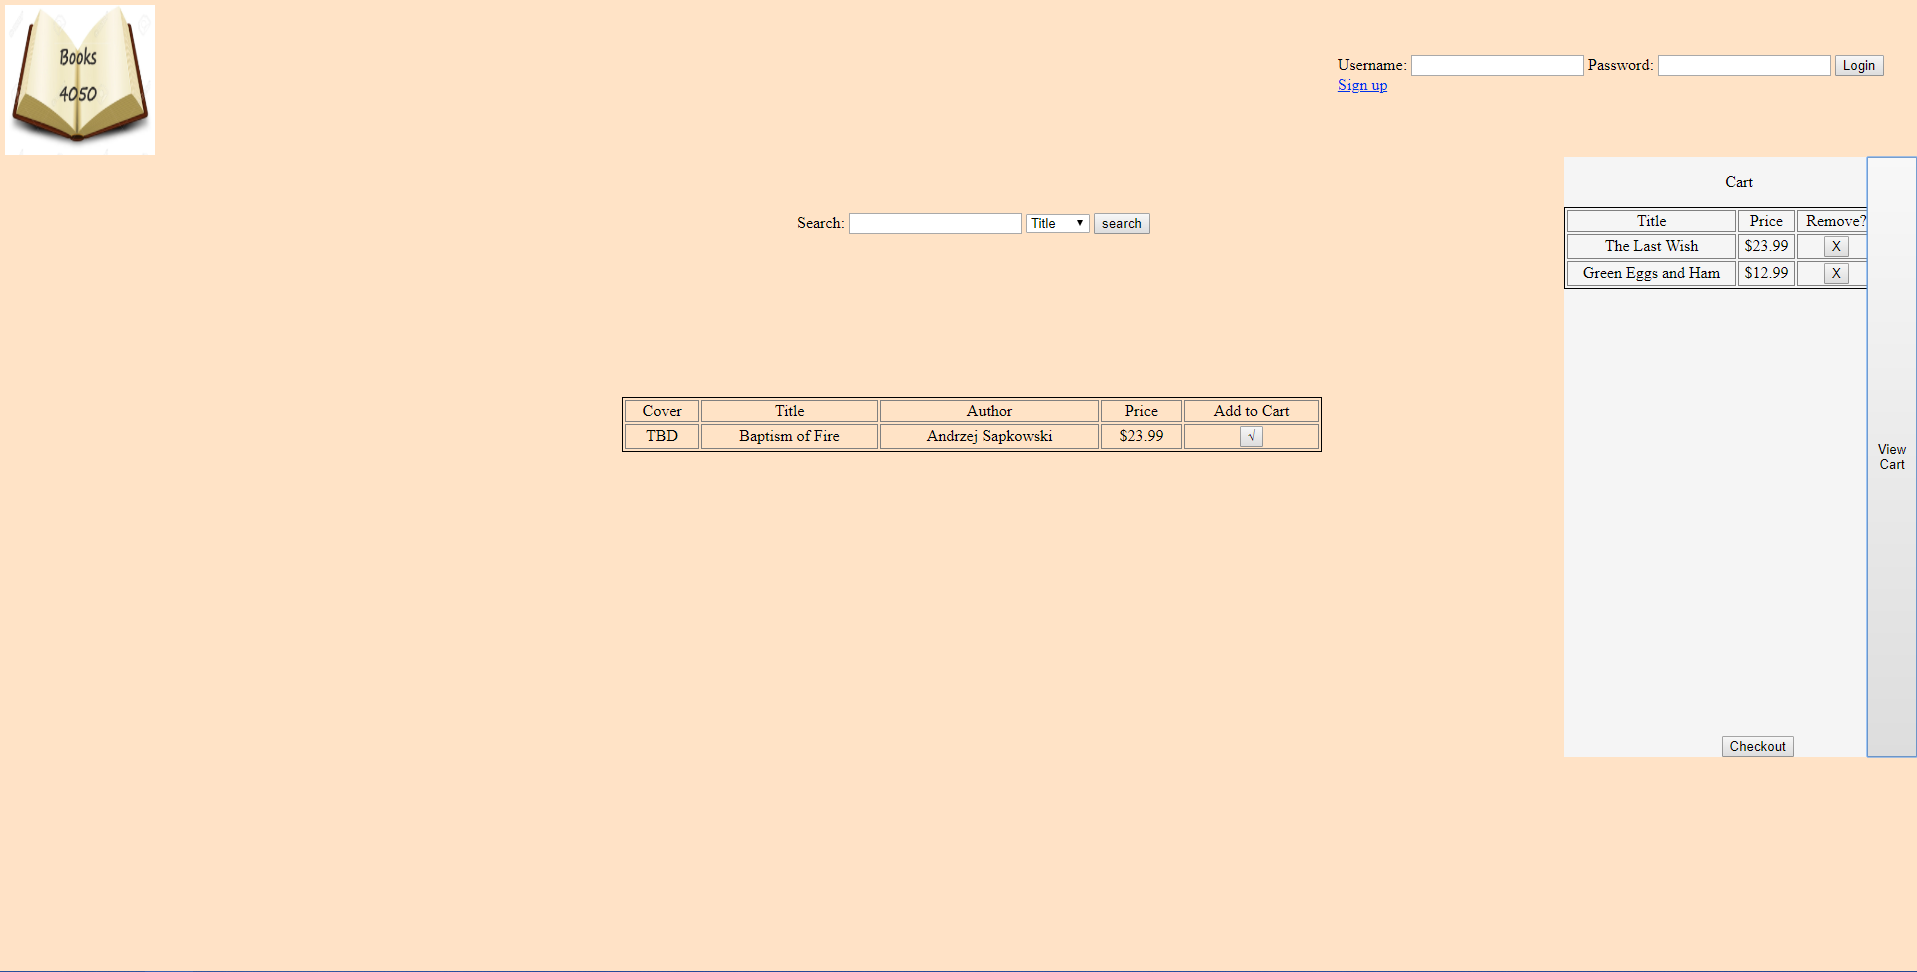 Books
4050
Username: Password: Login
Sign up
Cart
Title Price Remove?
The Last Wish $23.99 X
Green Eggs and Ham $12.99 X
Checkout
View
Cart
Search: Title ▼ search
Cover Title Author Price Add to Cart
TBD Baptism of Fire Andrzej Sapkowski $23.99 √